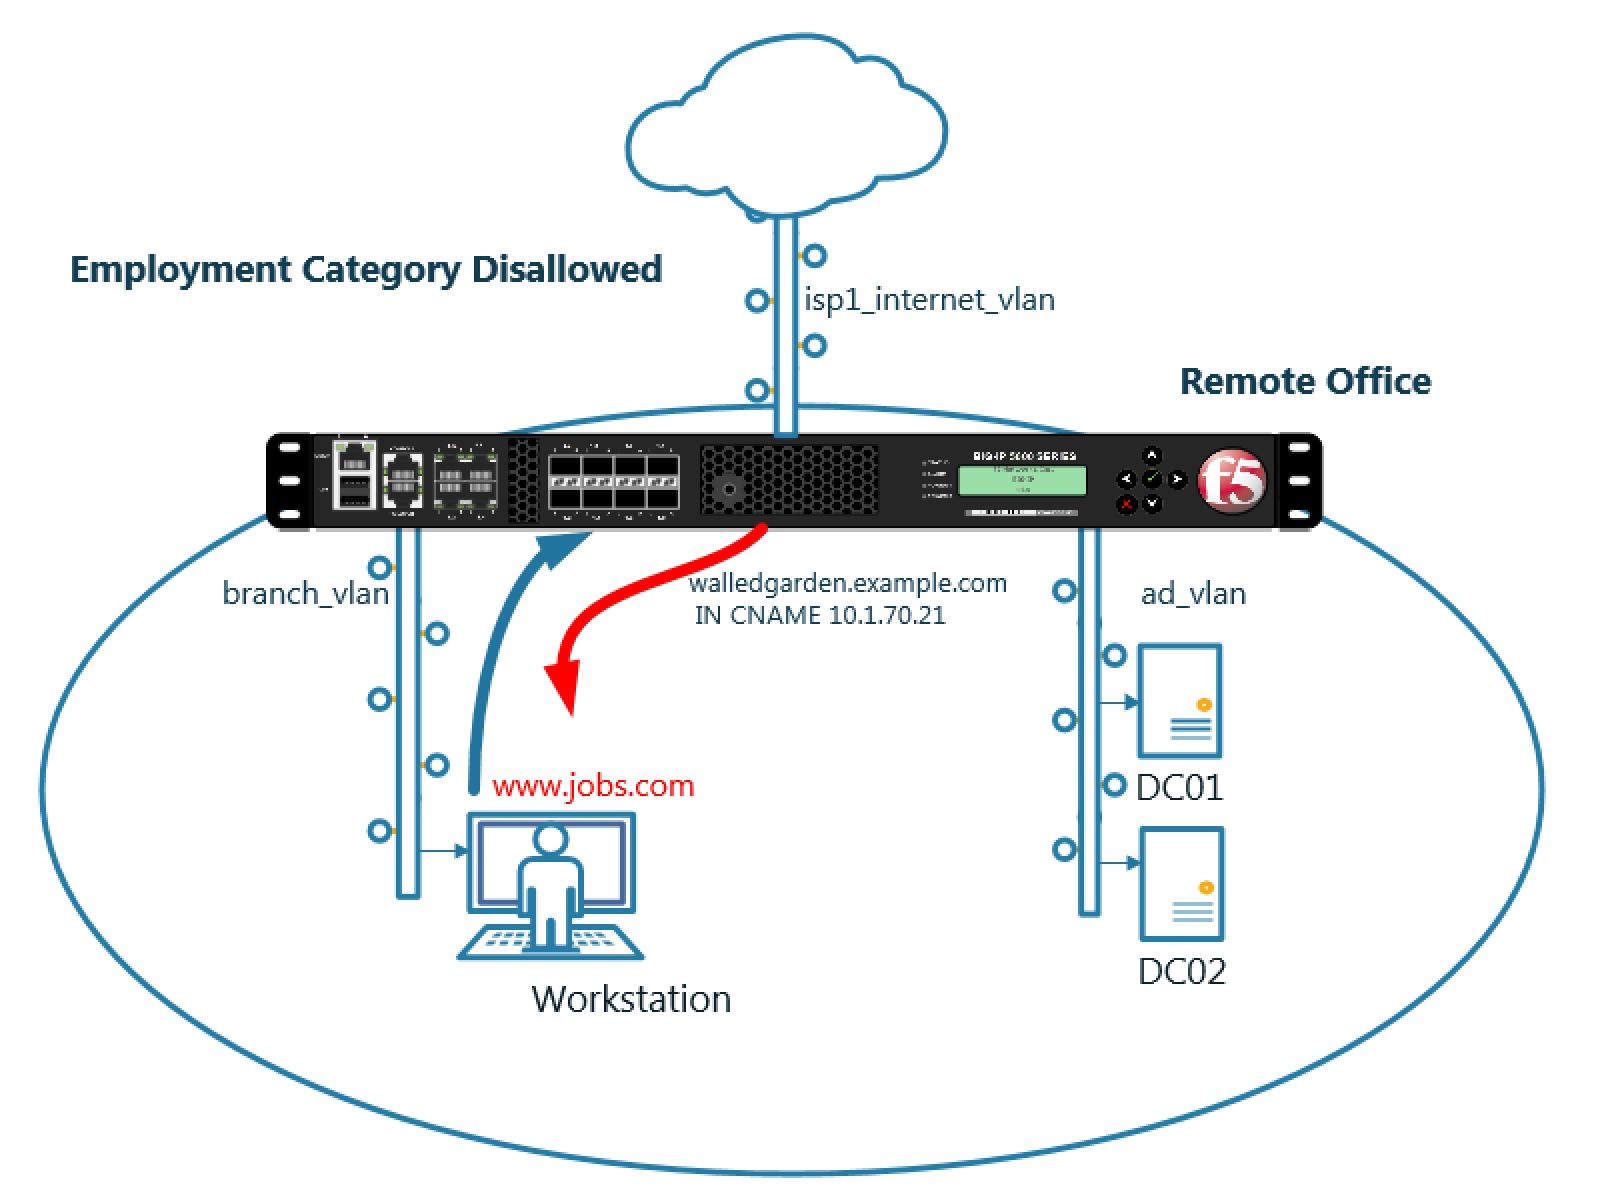 Employment Category Disallowed
isp1_internet_vlan
Remote Office
BIG-IP 5000 SERIES
f5
branch_vlan
walledgarden.example.com
IN CNAME 10.1.70.21
ad_vlan
www.jobs.com
DC01
DC02
Workstation